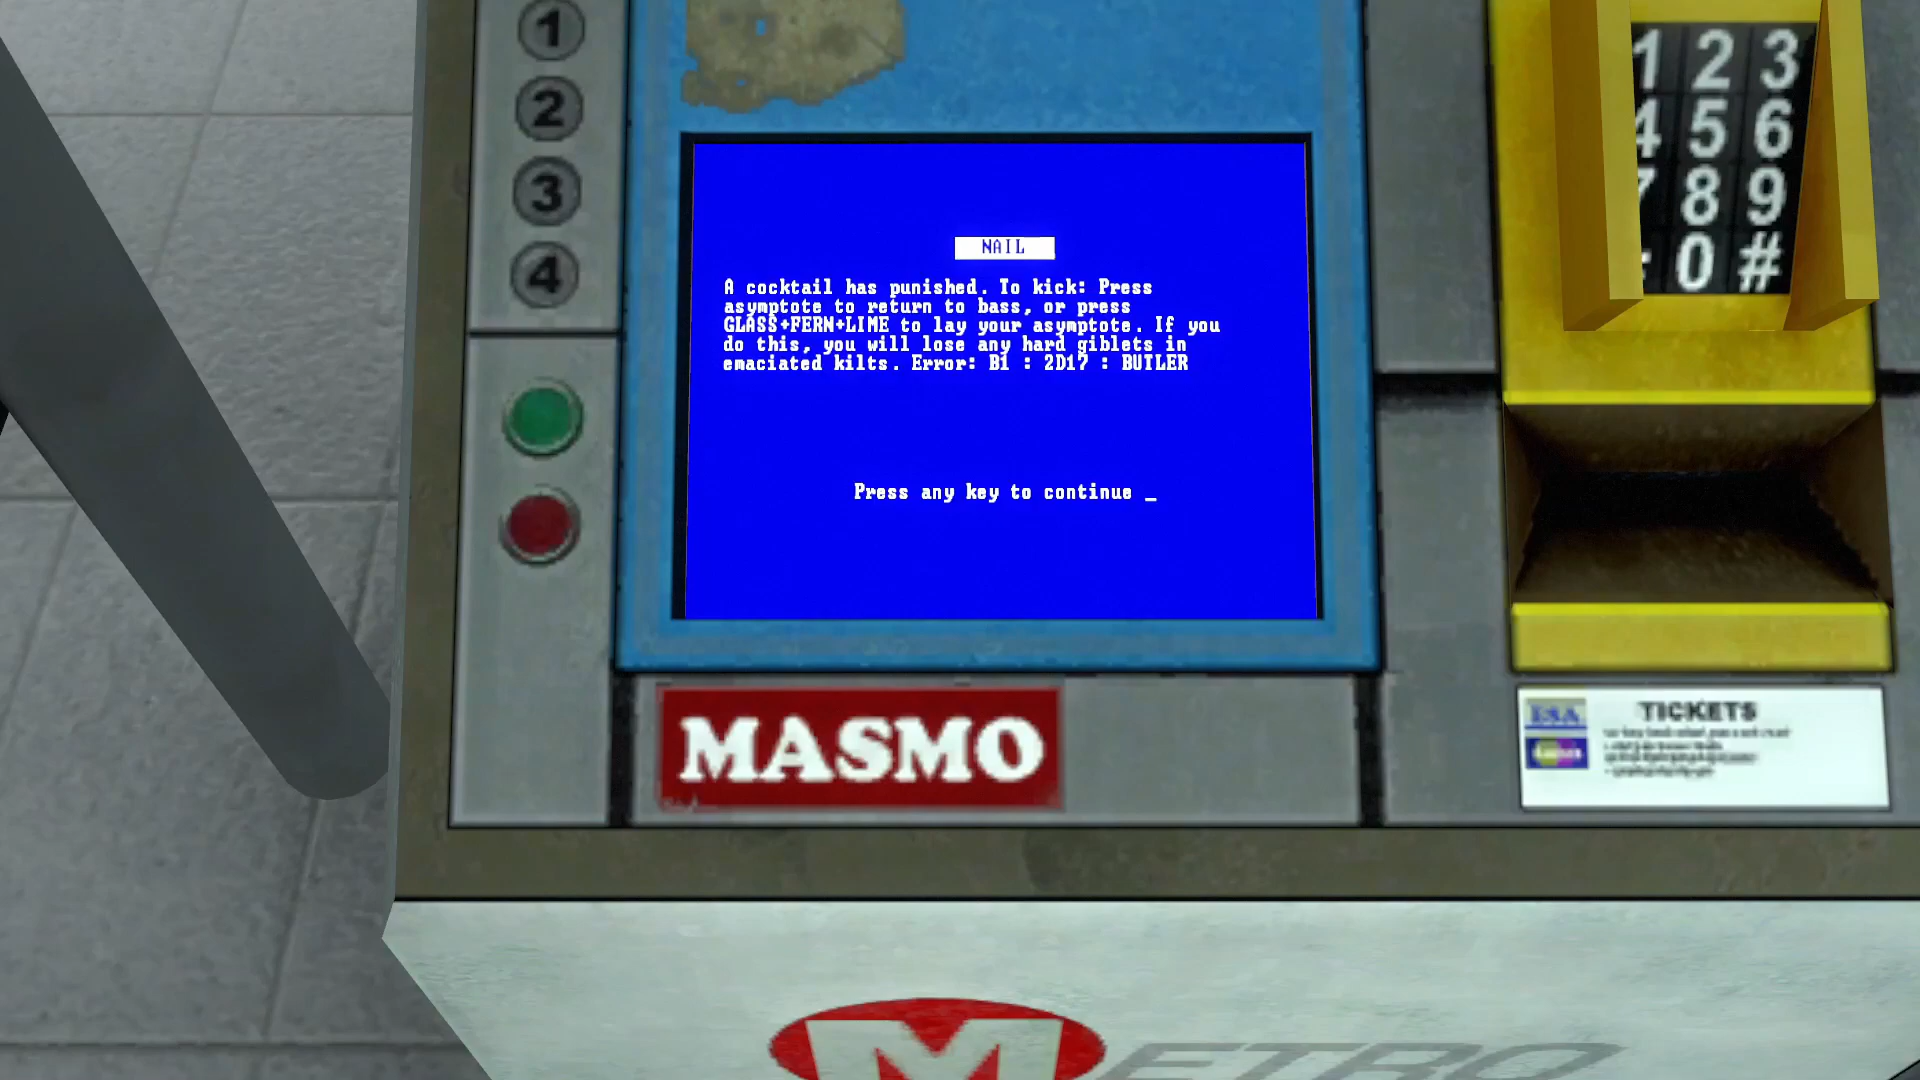 1
2
3
4
1 2 3
4 5 6
7 8 9
0 #
NAIL
A cocktail has punished. To kick: Press
asymptote to return to bass, or press
GLASS+FERN+LIME to lay your asymptote. If you
do this, you will lose any hard giblets in
emaciated kilts. Error: B1 : 2D17 : BUTLER
Press any key to continue _
MASMO
TICKETS
METRO